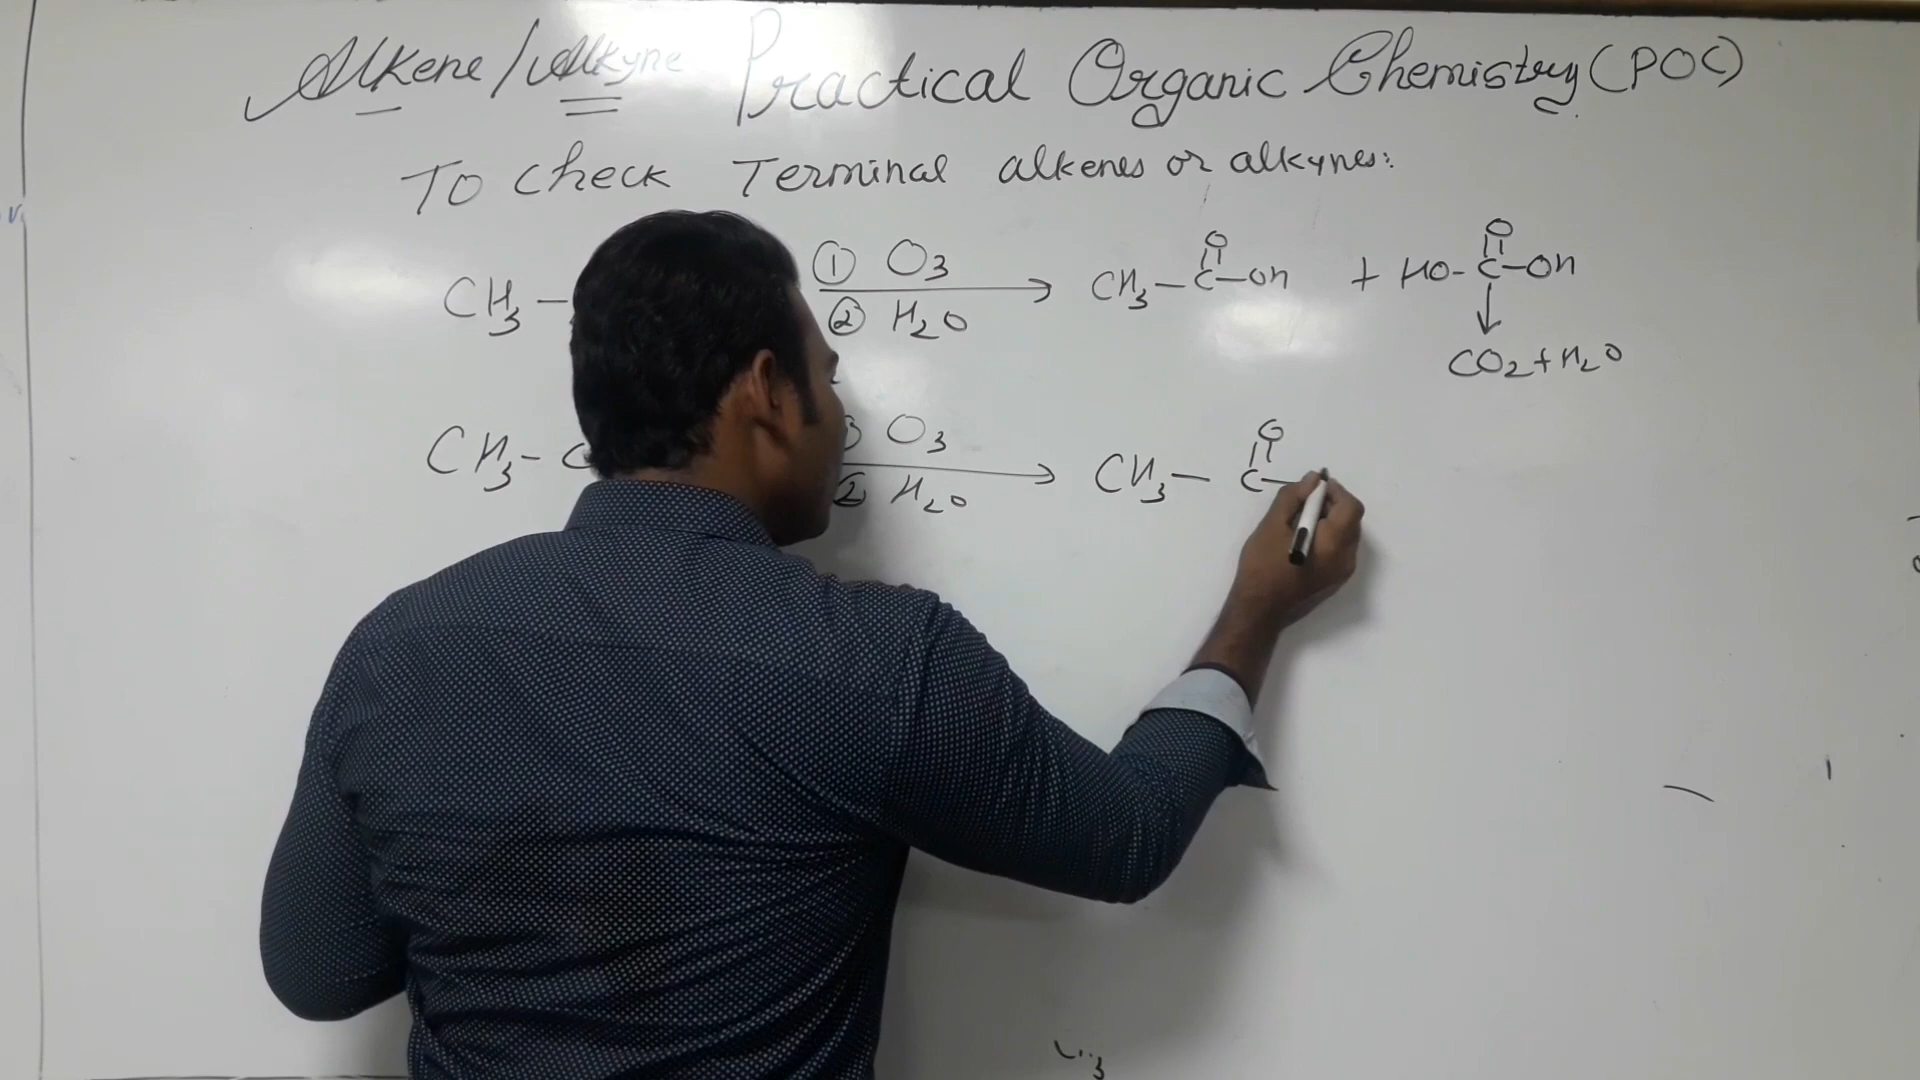 Alkene/Alkyne Practical Organic Chemistry (POC)
To check Terminal alkenes or alkynes:
CH3 — ① O3 ② H2O → CH3 — C(=O) — OH + HO - C(=O) — OH
↓
CO2 + H2O
CH3 - C O3 ② H2O → CH3 — C(=O) —